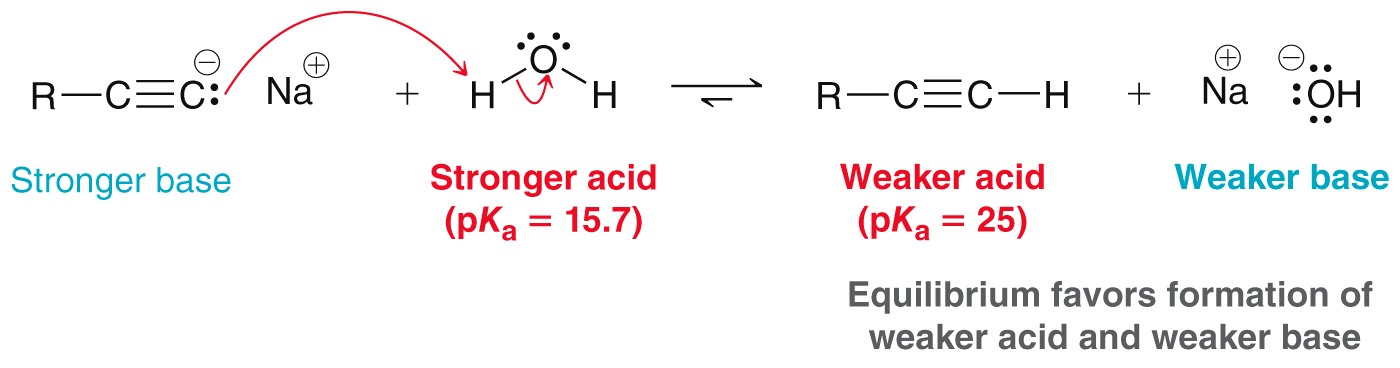 R—C≡C:⊖ Na⊕ + H—Ö—H ⇌ R—C≡C—H + Na⊕ ⊖:ÖH
Stronger base Stronger acid Weaker acid Weaker base
(pKa = 15.7) (pKa = 25)
Equilibrium favors formation of
weaker acid and weaker base